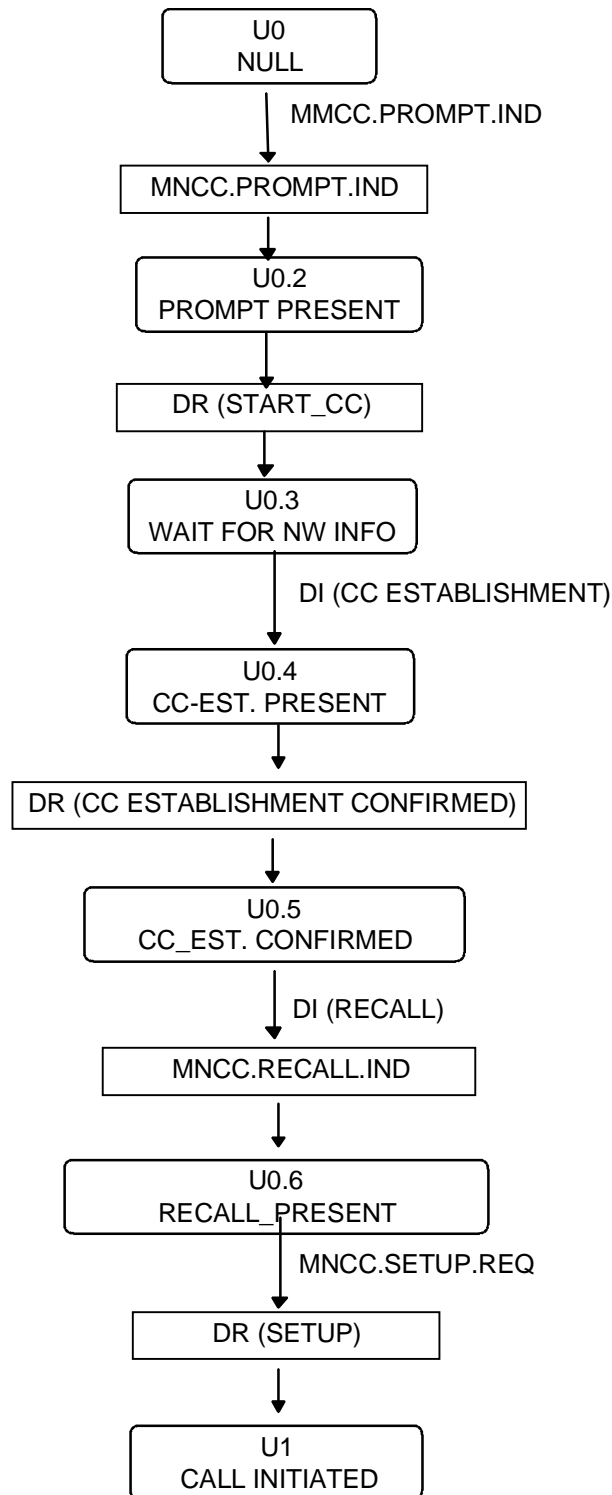 U0
NULL
MMCC.PROMPT.IND
MNCC.PROMPT.IND
U0.2
PROMPT PRESENT
DR (START_CC)
U0.3
WAIT FOR NW INFO
DI (CC ESTABLISHMENT)
U0.4
CC-EST. PRESENT
DR (CC ESTABLISHMENT CONFIRMED)
U0.5
CC_EST. CONFIRMED
DI (RECALL)
MNCC.RECALL.IND
U0.6
RECALL_PRESENT
MNCC.SETUP.REQ
DR (SETUP)
U1
CALL INITIATED